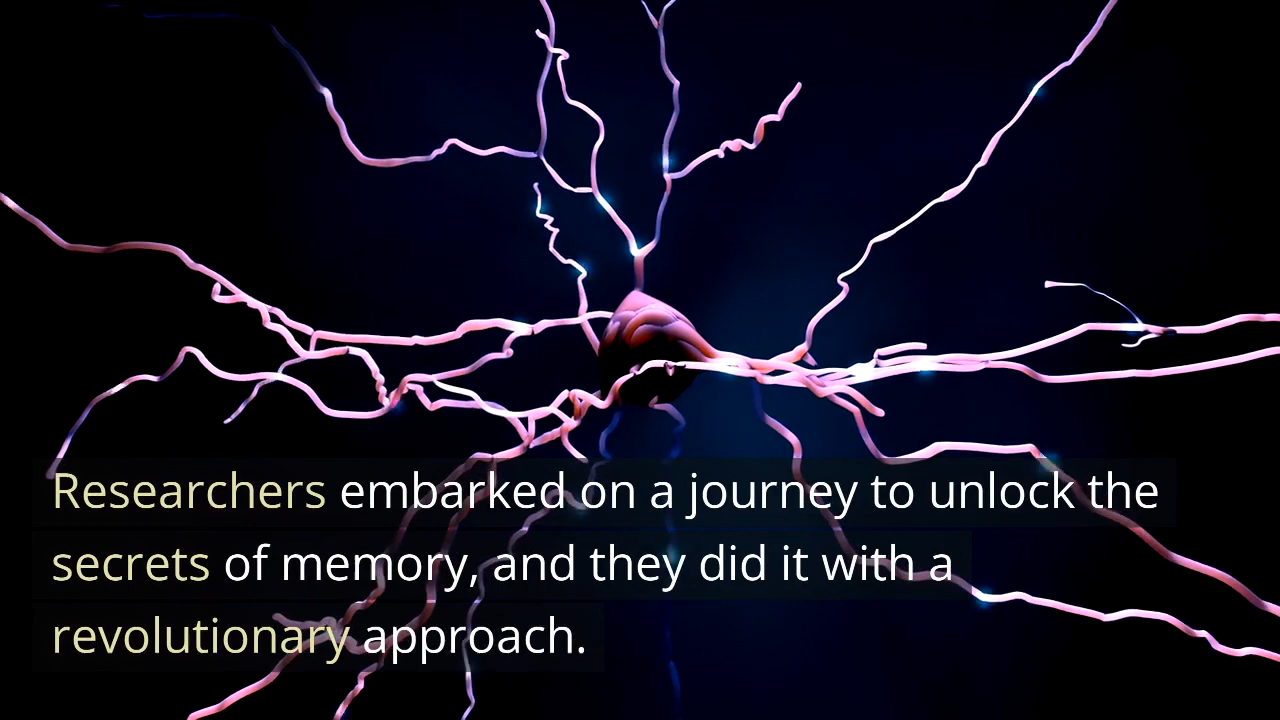 Researchers embarked on a journey to unlock the
secrets of memory, and they did it with a
revolutionary approach.